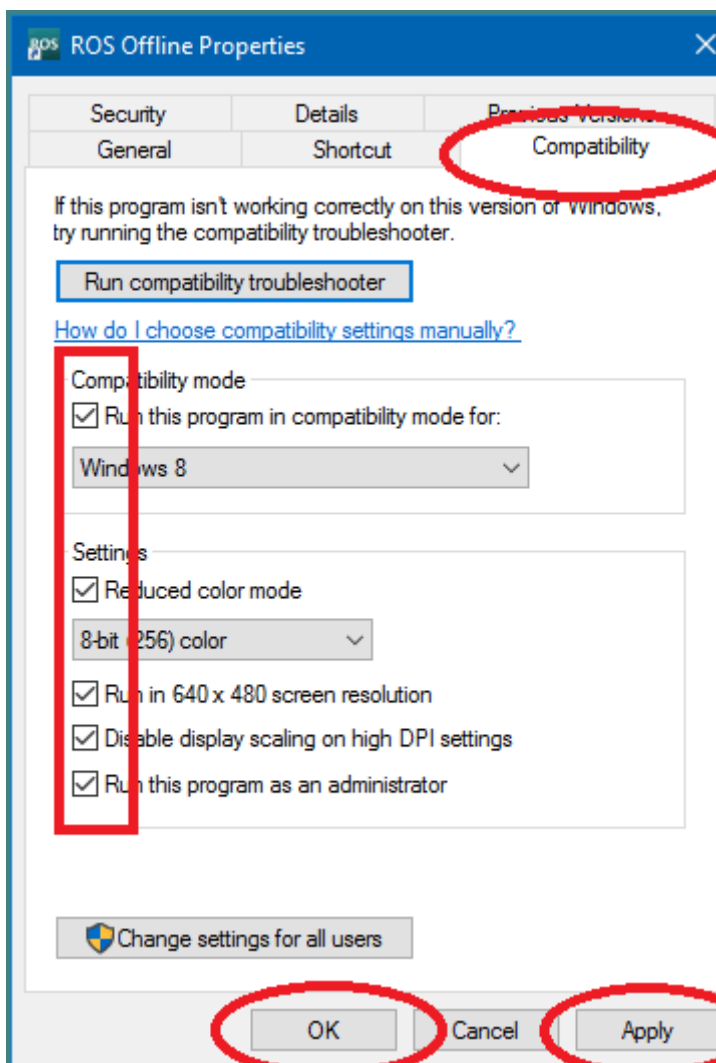 ROS ROS Offline Properties
Security Details Previous Versions
General Shortcut Compatibility
If this program isn't working correctly on this version of Windows,
try running the compatibility troubleshooter.
Run compatibility troubleshooter
How do I choose compatibility settings manually?
Compatibility mode
Run this program in compatibility mode for:
Windows 8
Settings
Reduced color mode
8-bit (256) color
Run in 640 x 480 screen resolution
Disable display scaling on high DPI settings
Run this program as an administrator
Change settings for all users
OK Cancel Apply